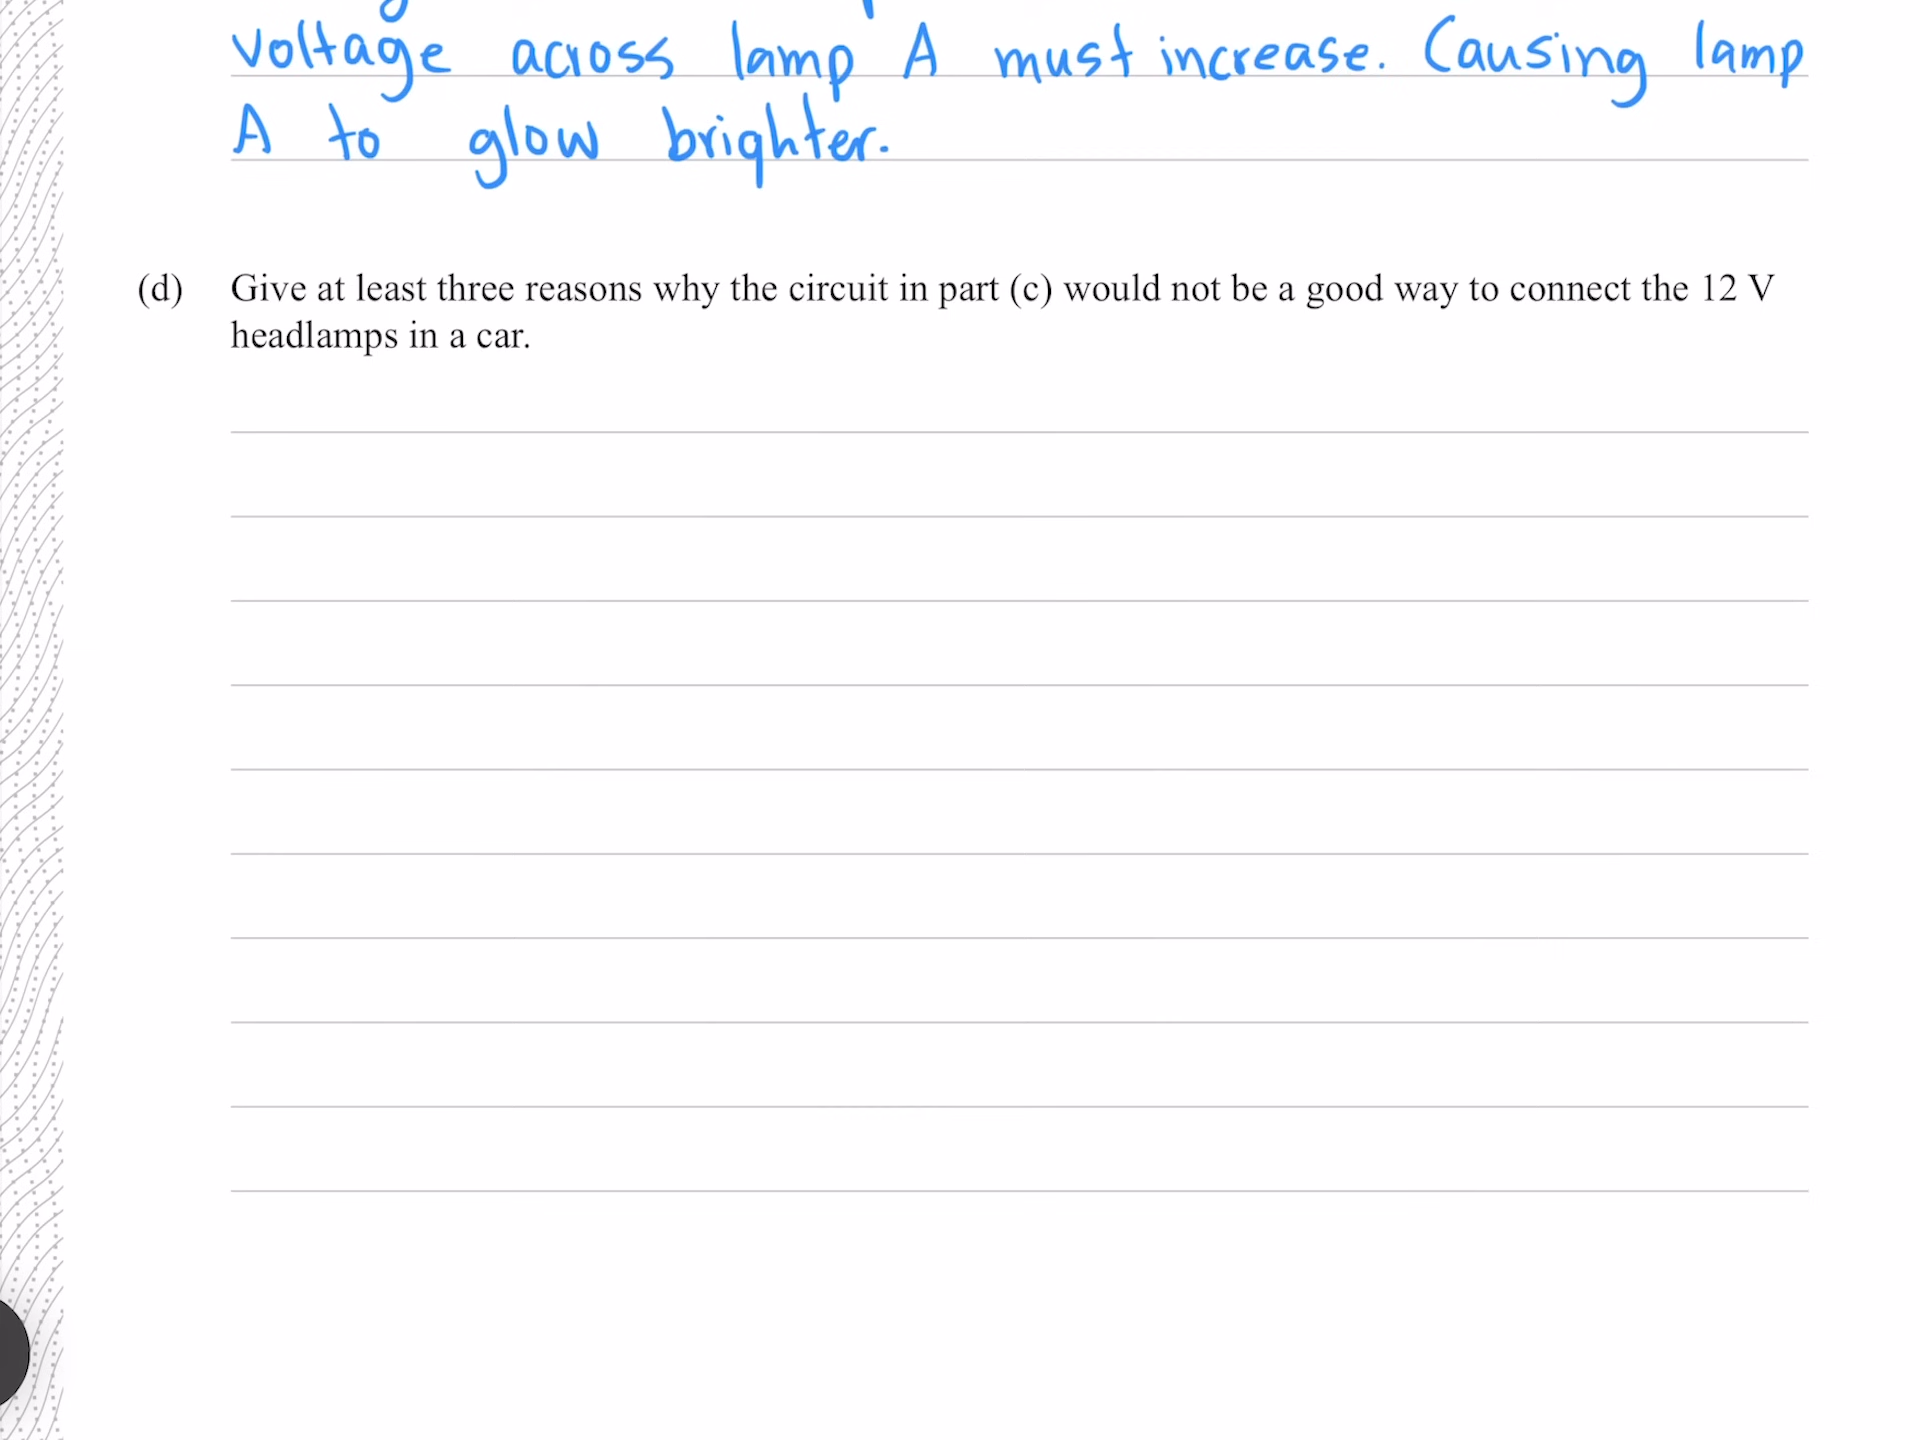 voltage across lamp A must increase. Causing lamp
A to glow brighter.
(d) Give at least three reasons why the circuit in part (c) would not be a good way to connect the 12 V
headlamps in a car.